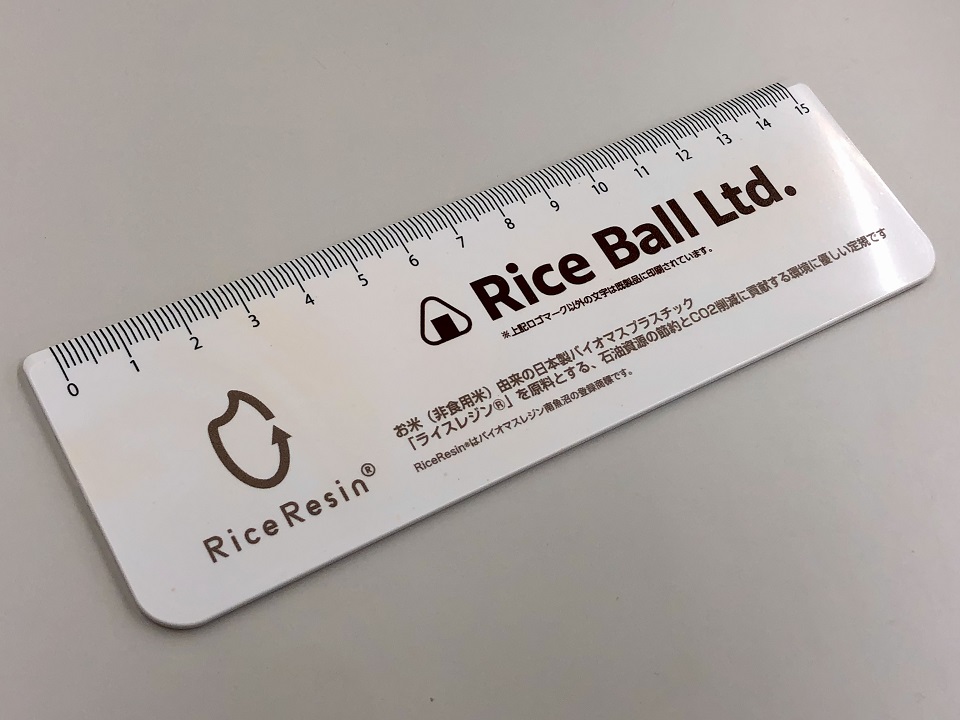 0 1 2 3 4 5 6 7 8 9 10 11 12 13 14 15
Rice Ball Ltd.
※上記ロゴマーク以外の文字は既製品に印刷されています。
RiceResin®
お米（非食用米）由来の日本製バイオマスプラスチック
「ライスレジン®」を原料とする、石油資源の節約とCO2削減に貢献する環境に優しい定規です
RiceResin®はバイオマスレジン南魚沼の登録商標です。